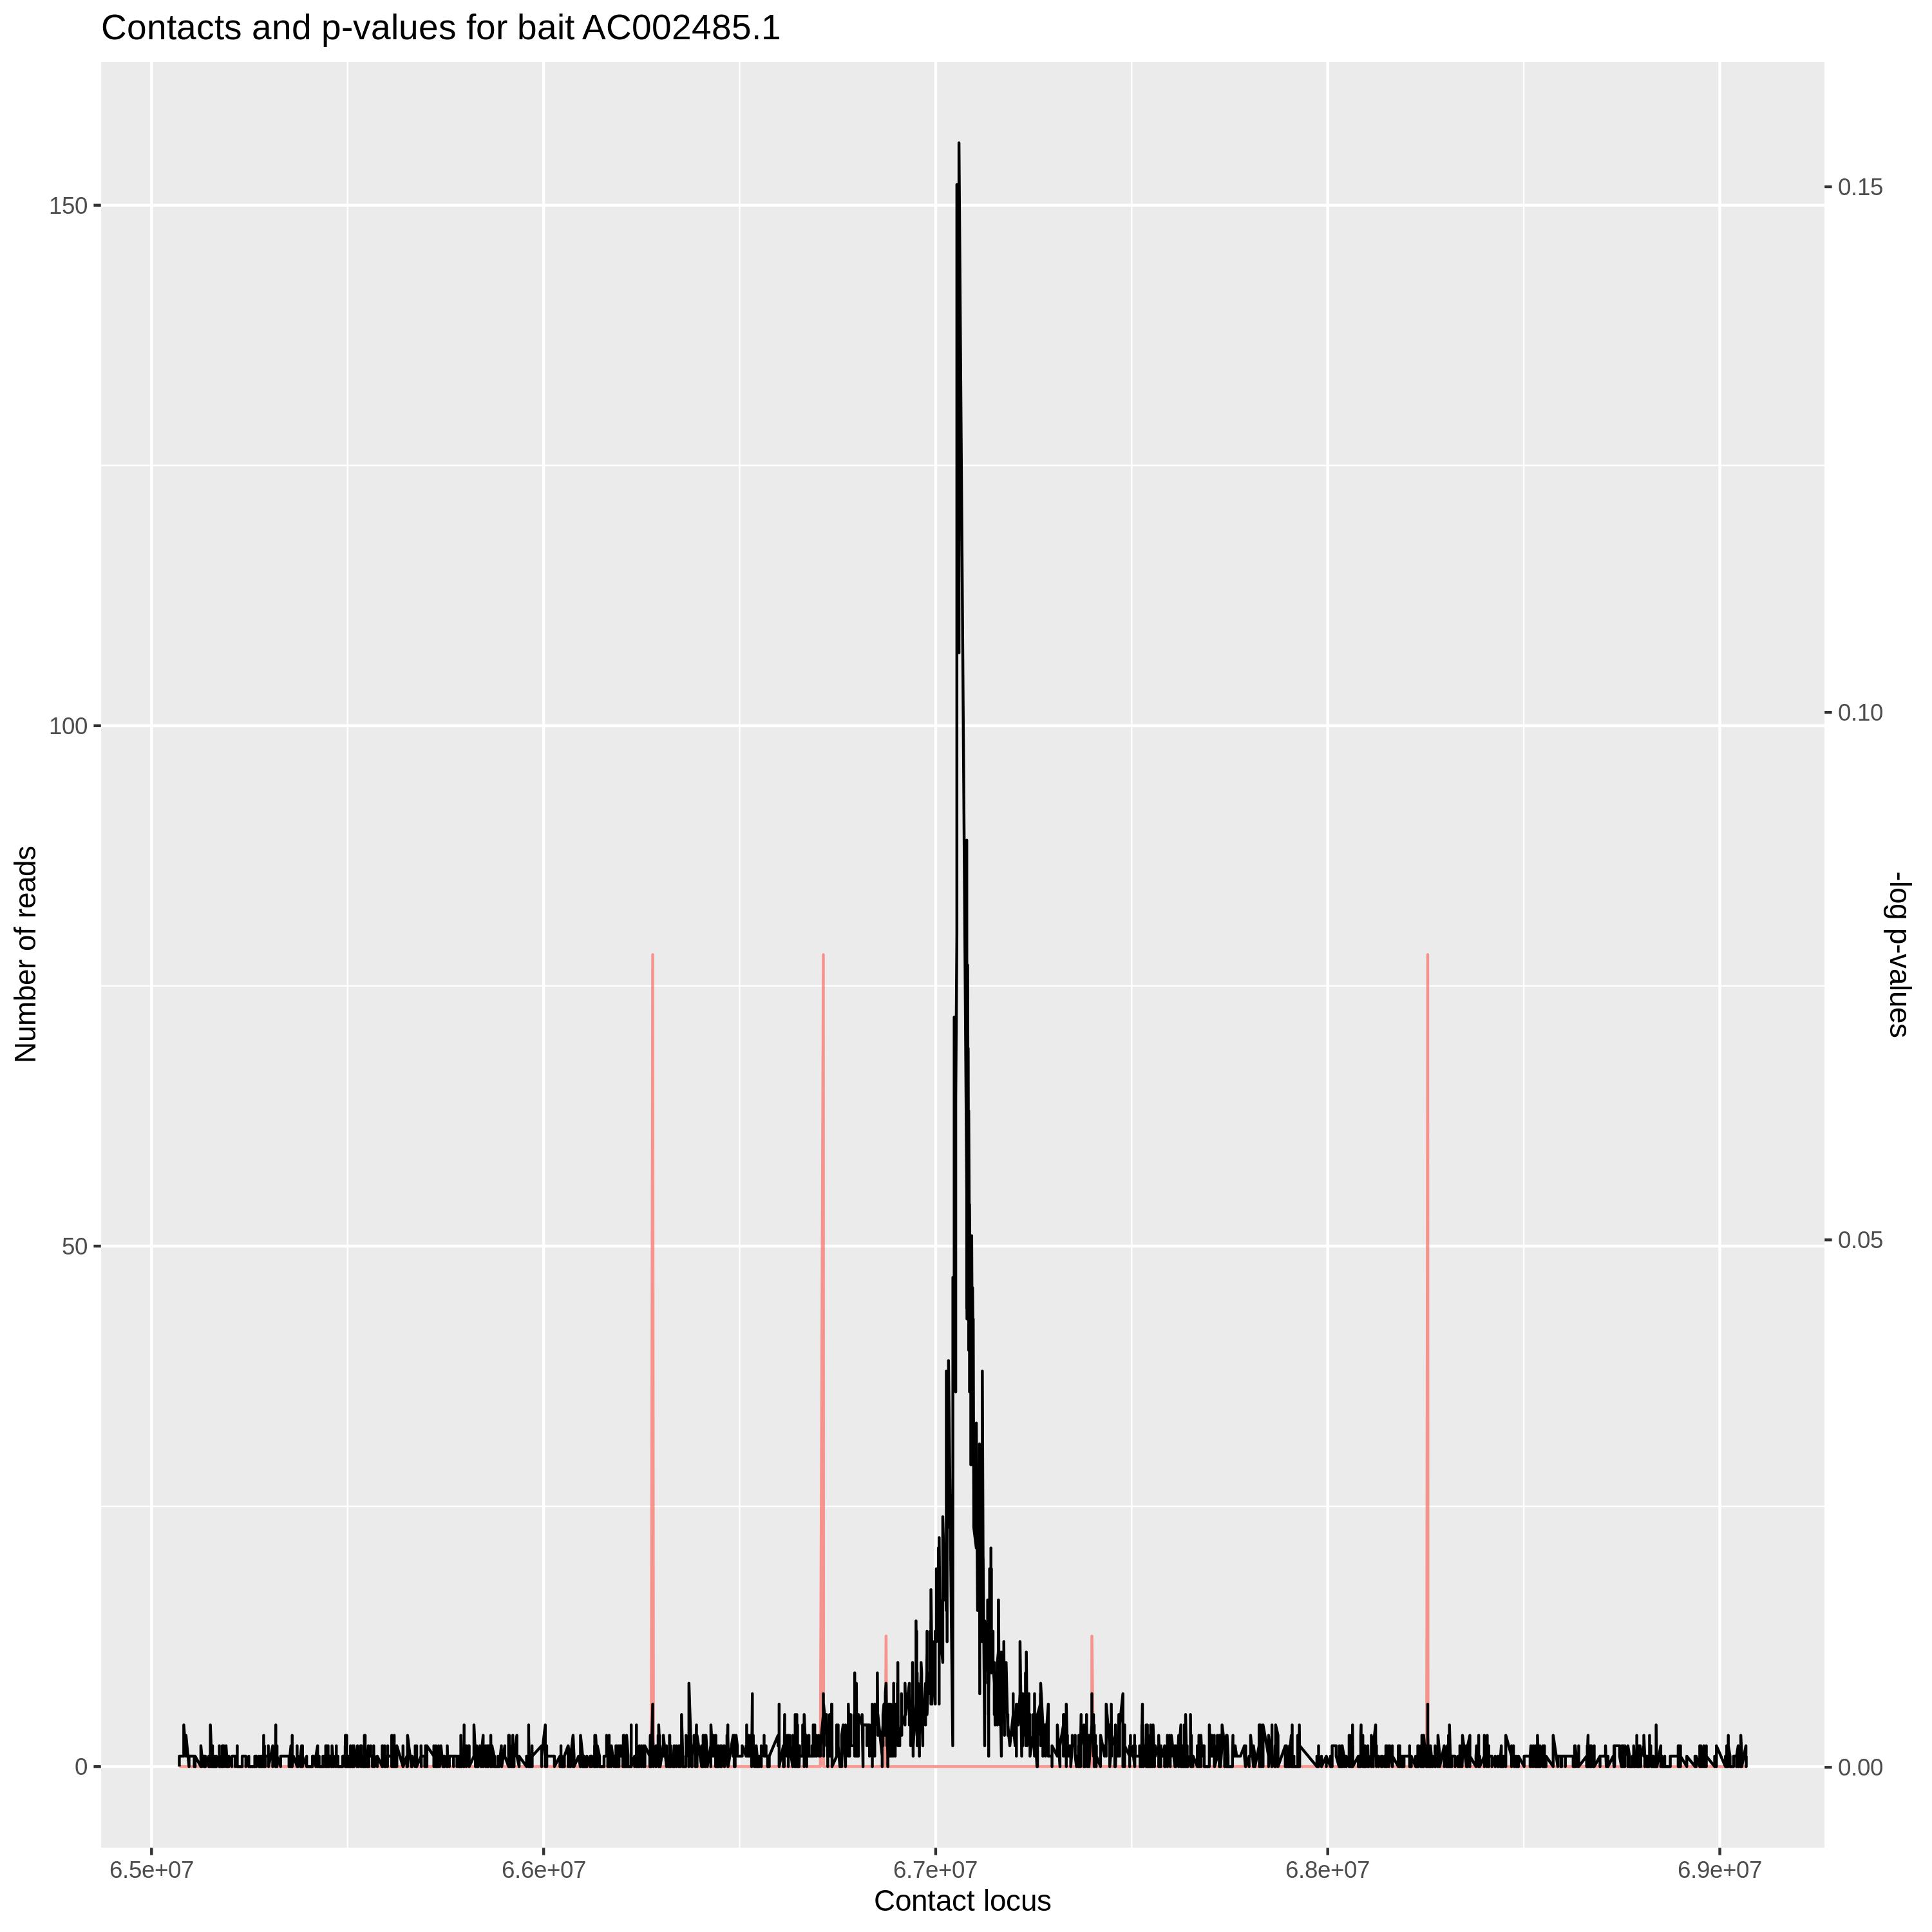 Contacts and p-values for bait AC002485.1
150
100
50
0
Number of reads
0.15
0.10
0.05
0.00
-log p-values
6.5e+07
6.6e+07
6.7e+07
6.8e+07
6.9e+07
Contact locus